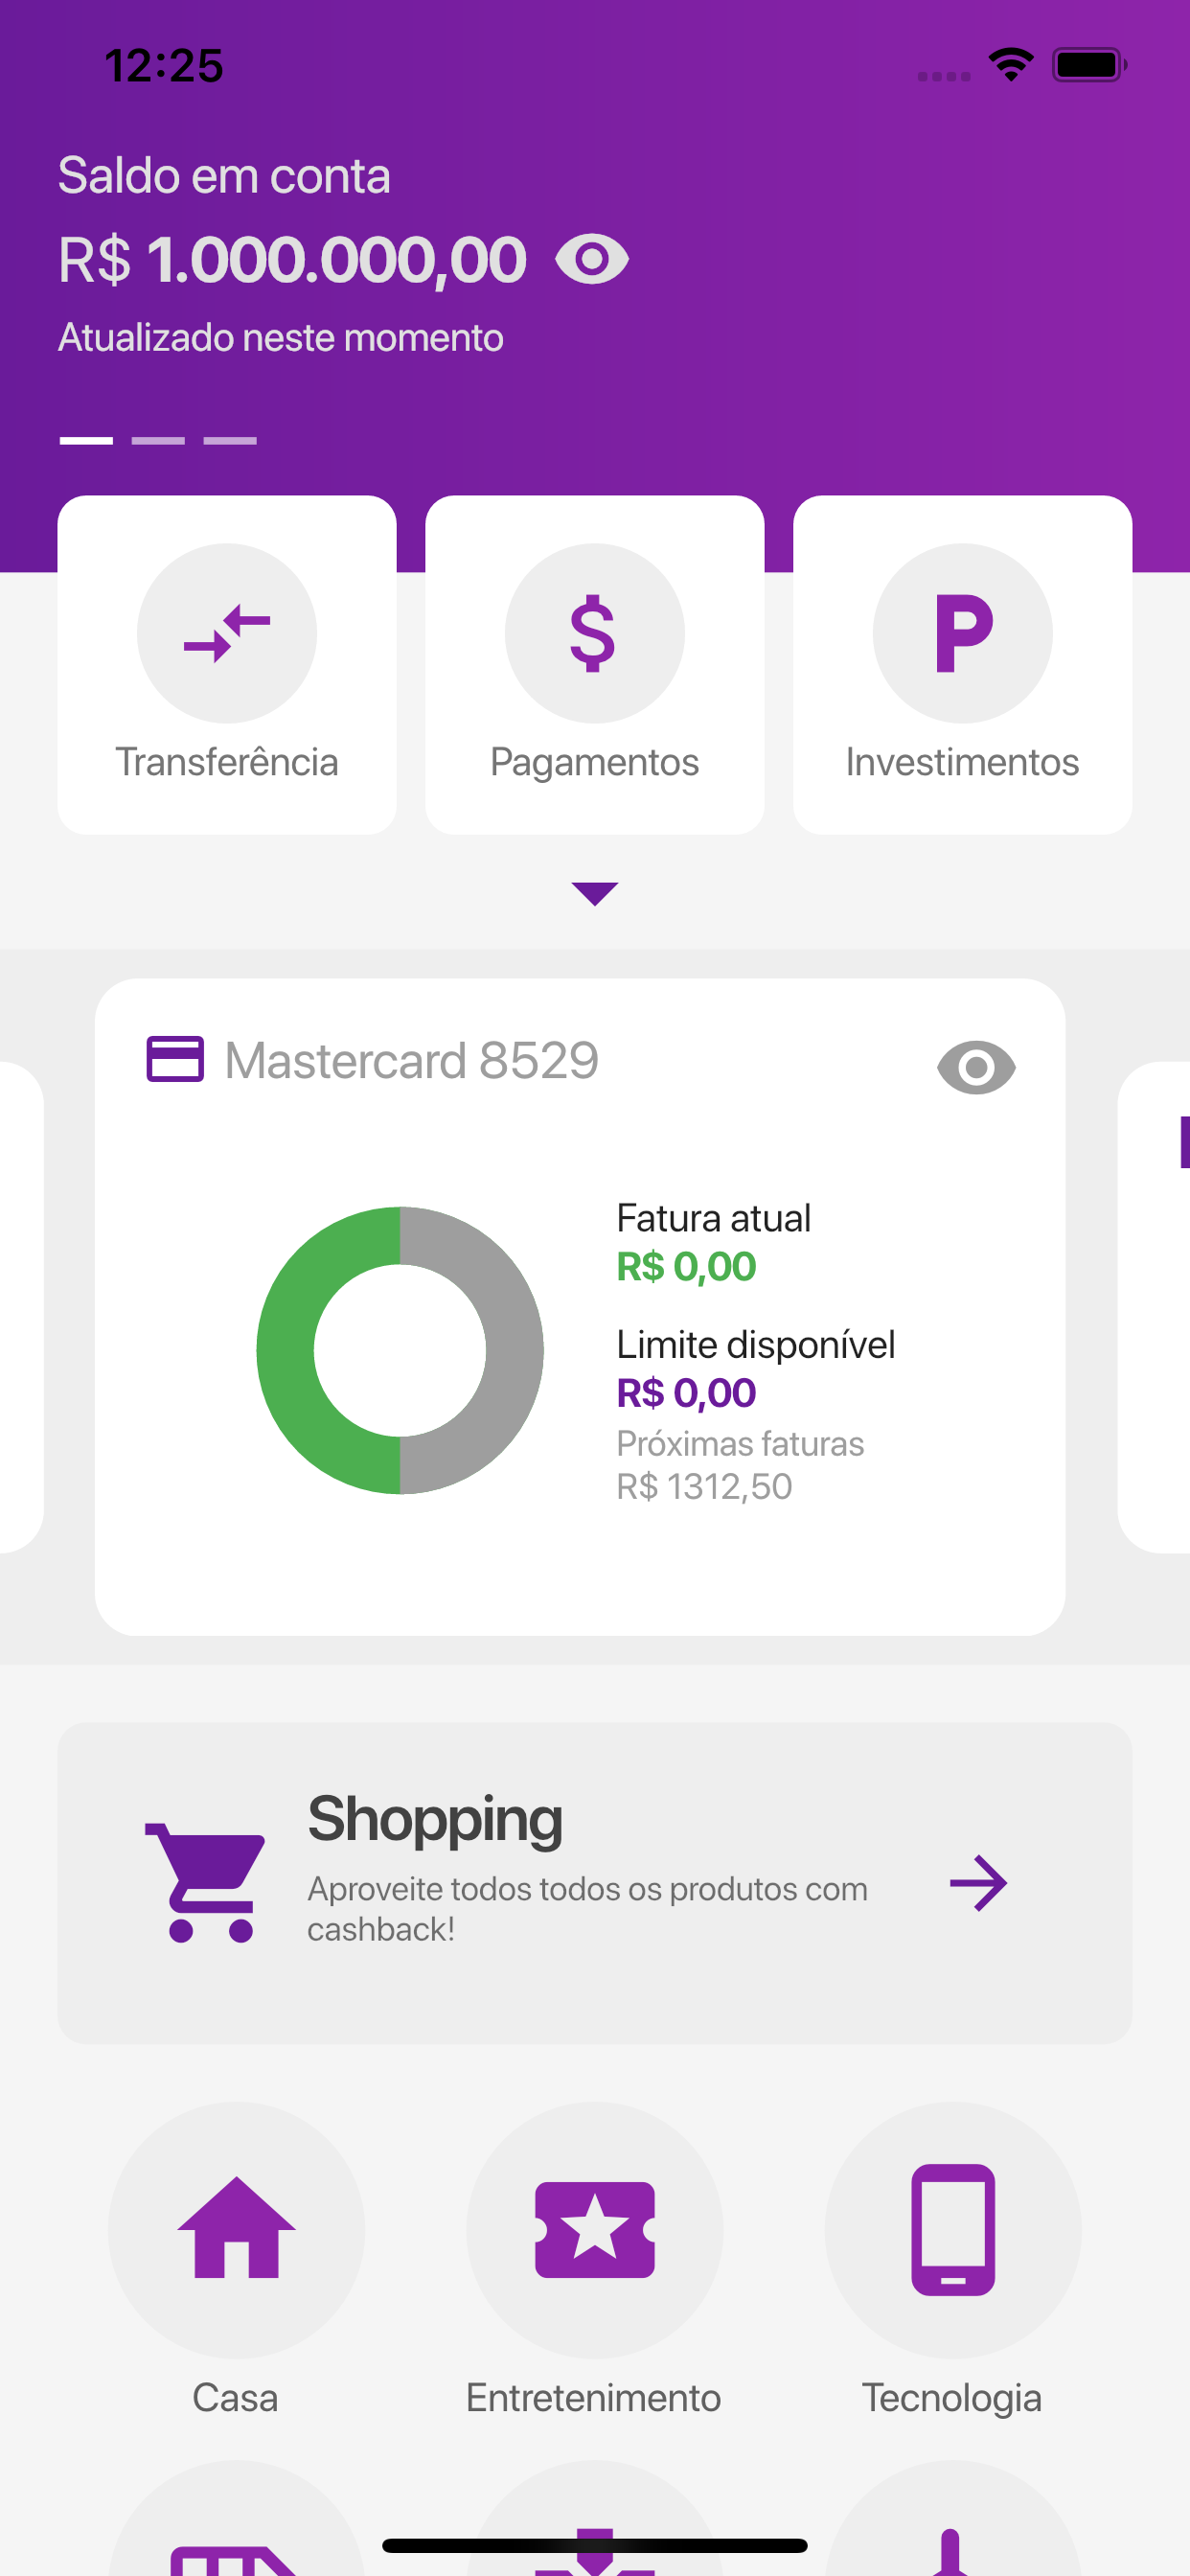 12:25
Saldo em conta
R$ 1.000.000,00
Atualizado neste momento
Transferência
Pagamentos
Investimentos
Mastercard 8529
Fatura atual
R$ 0,00
Limite disponível
R$ 0,00
Próximas faturas
R$ 1312,50
Shopping
Aproveite todos todos os produtos com
cashback!
Casa
Entretenimento
Tecnologia